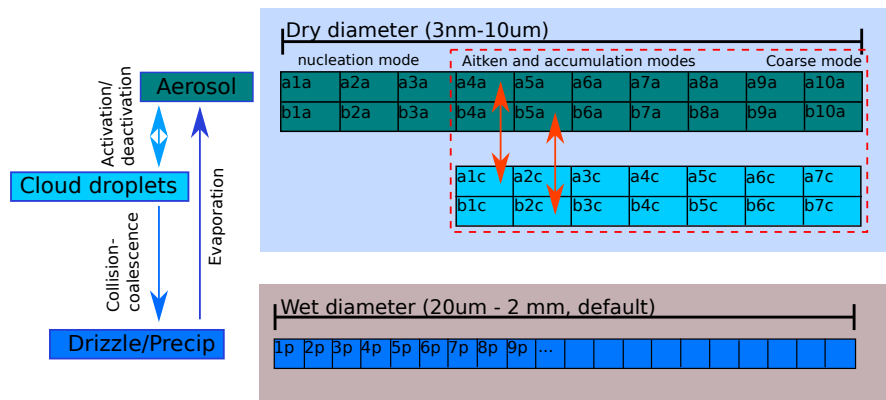 Dry diameter (3nm-10um)
nucleation mode
Aitken and accumulation modes
Coarse mode
a1a a2a a3a a4a a5a a6a a7a a8a a9a a10a
b1a b2a b3a b4a b5a b6a b7a b8a b9a b10a
a1c a2c a3c a4c a5c a6c a7c
b1c b2c b3c b4c b5c b6c b7c
Aerosol
Activation/
deactivation
Cloud droplets
Evaporation
Collision-
coalescence
Drizzle/Precip
Wet diameter (20um - 2 mm, default)
1p 2p 3p 4p 5p 6p 7p 8p 9p ...